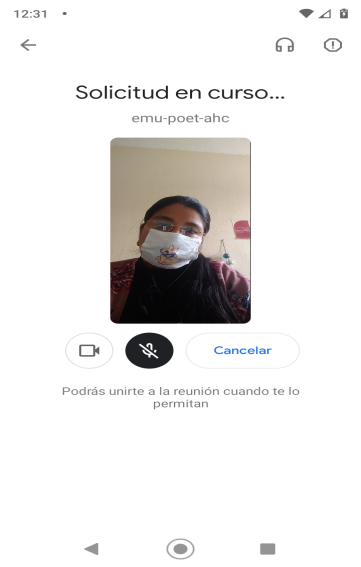 12:31
Solicitud en curso...
emu-poet-ahc
Cancelar
Podrás unirte a la reunión cuando te lo
permitan